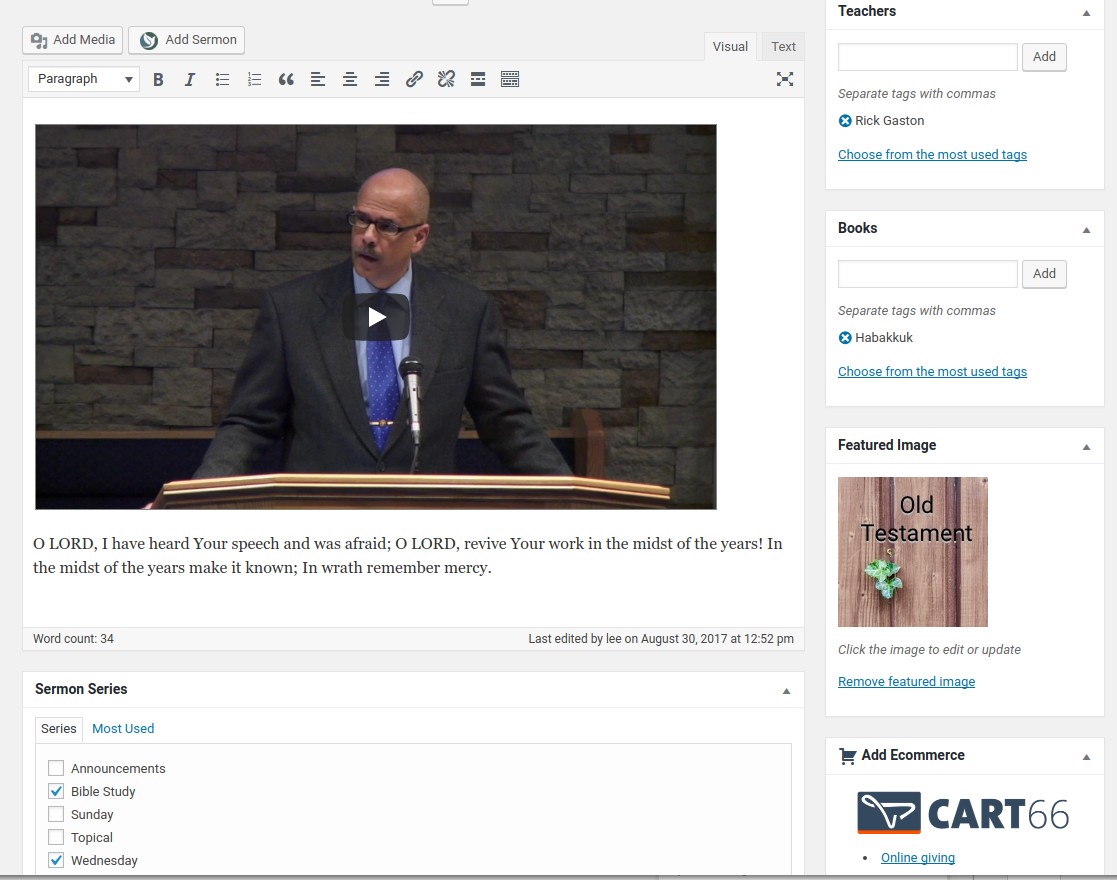 Add Media
Add Sermon
Visual
Text
Paragraph
B
I
O LORD, I have heard Your speech and was afraid; O LORD, revive Your work in the midst of the years! In
the midst of the years make it known; In wrath remember mercy.
Word count: 34
Last edited by lee on August 30, 2017 at 12:52 pm
Sermon Series
Series
Most Used
Announcements
Bible Study
Sunday
Topical
Wednesday
Teachers
Add
Separate tags with commas
Rick Gaston
Choose from the most used tags
Books
Add
Separate tags with commas
Habakkuk
Choose from the most used tags
Featured Image
Old
Testament
Click the image to edit or update
Remove featured image
Add Ecommerce
CART66
Online giving